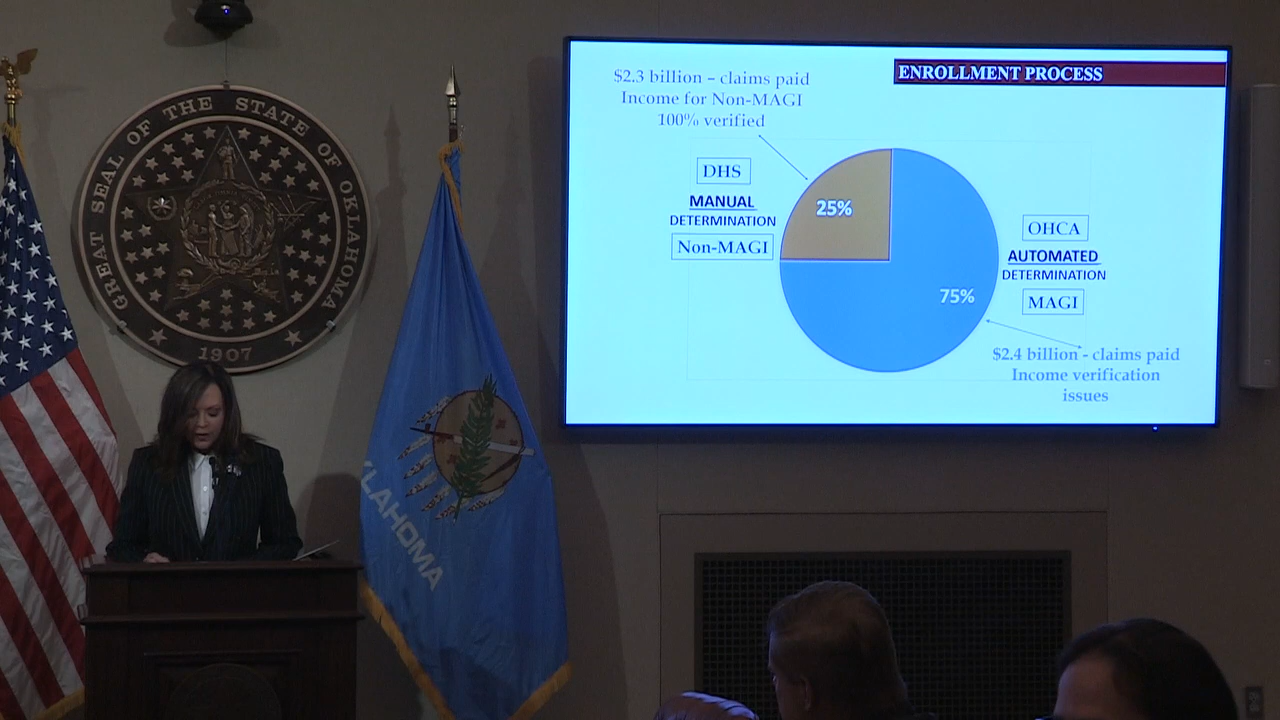 GREAT SEAL OF THE STATE OF OKLAHOMA
1907
KLAHOMA
ENROLLMENT PROCESS
$2.3 billion – claims paid
Income for Non-MAGI
100% verified
DHS
MANUAL
DETERMINATION
Non-MAGI
25%
75%
OHCA
AUTOMATED
DETERMINATION
MAGI
$2.4 billion - claims paid
Income verification
issues